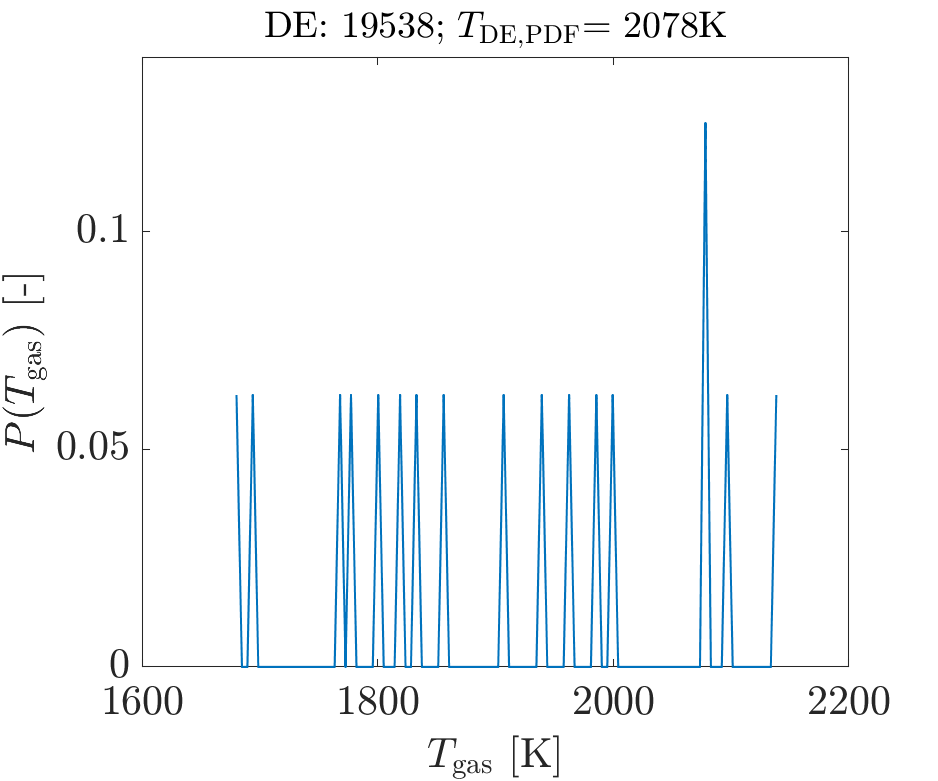 DE: 19538; T_DE,PDF= 2078K
0.1
0.05
0
P(T_gas) [-]
1600 1800 2000 2200
T_gas [K]